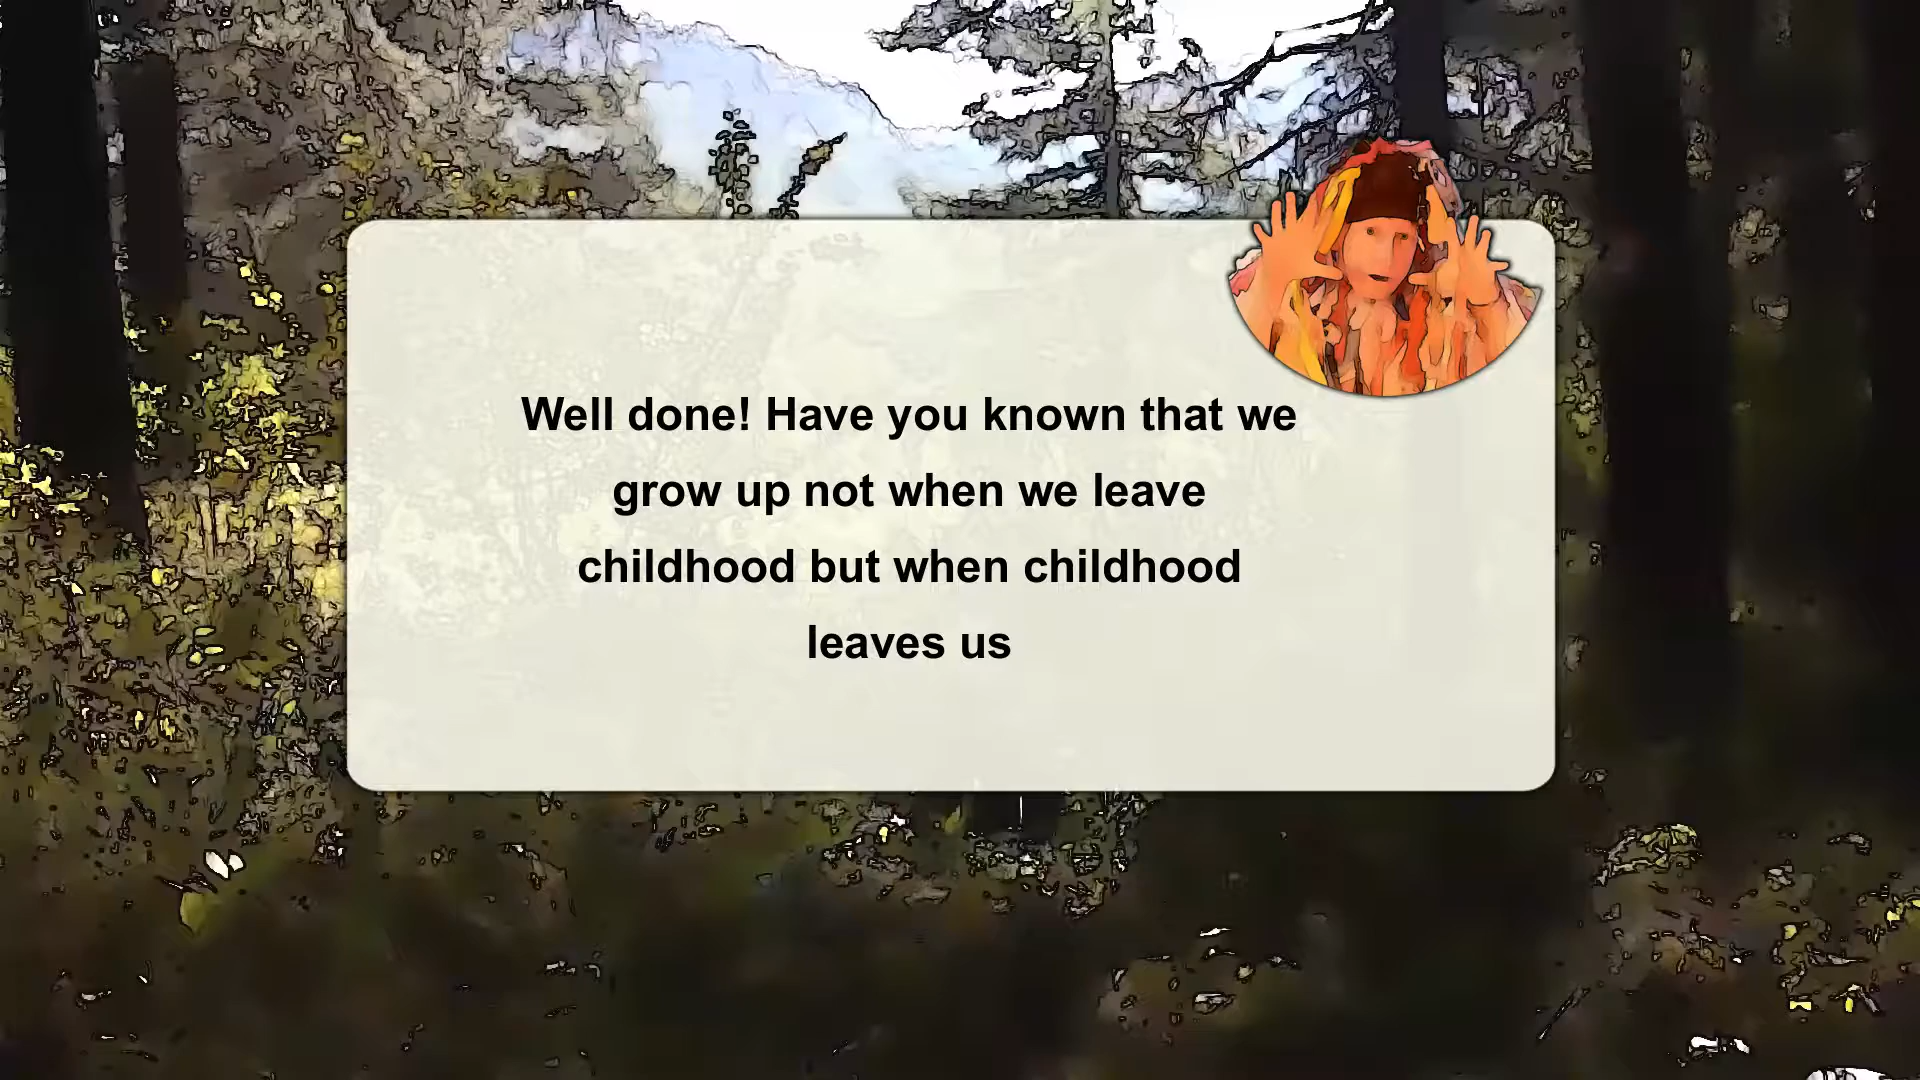 Well done! Have you known that we
grow up not when we leave
childhood but when childhood
leaves us